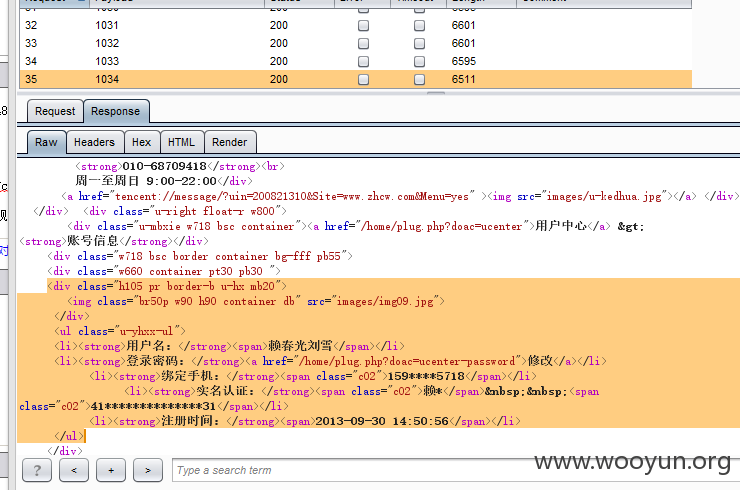 32 1031 200 6601
33 1032 200 6601
34 1033 200 6595
35 1034 200 6511
Request Response
Raw Headers Hex HTML Render
<strong>010-68709418</strong><br>
周一至周日 9:00-22:00</div>
<a href="tencent://message/?uin=200821310&Site=www.zhcw.com&Menu=yes" ><img src="images/u-kedhua.jpg"></a> </div>
</div> <div class="u-right float-r w800">
<div class="u-mbxie w718 bsc container"><a href="/home/plug.php?doac=ucenter">用户中心</a> &gt;
<strong>账号信息</strong></div>
<div class="w718 bsc border container bg-fff pb55">
<div class="w660 container pt30 pb30 ">
<div class="h105 pr border-b u-hx mb20">
<img class="br50p w90 h90 container db" src="images/img09.jpg">
</div>
<ul class="u-yhxx-ul">
<li><strong>用户名：</strong><span>赖春光刘雪</span></li>
<li><strong>登录密码：</strong><a href="/home/plug.php?doac=ucenter-password">修改</a></li>
<li><strong>绑定手机：</strong><span class="c02">159****5718</span></li>
<li><strong>实名认证：</strong><span class="c02">赖*</span>&nbsp;&nbsp;<span
class="c02">41**************31</span></li>
<li><strong>注册时间：</strong><span>2013-09-30 14:50:56</span></li>
</ul>
</div>
? < + > Type a search term
www.wooyun.org